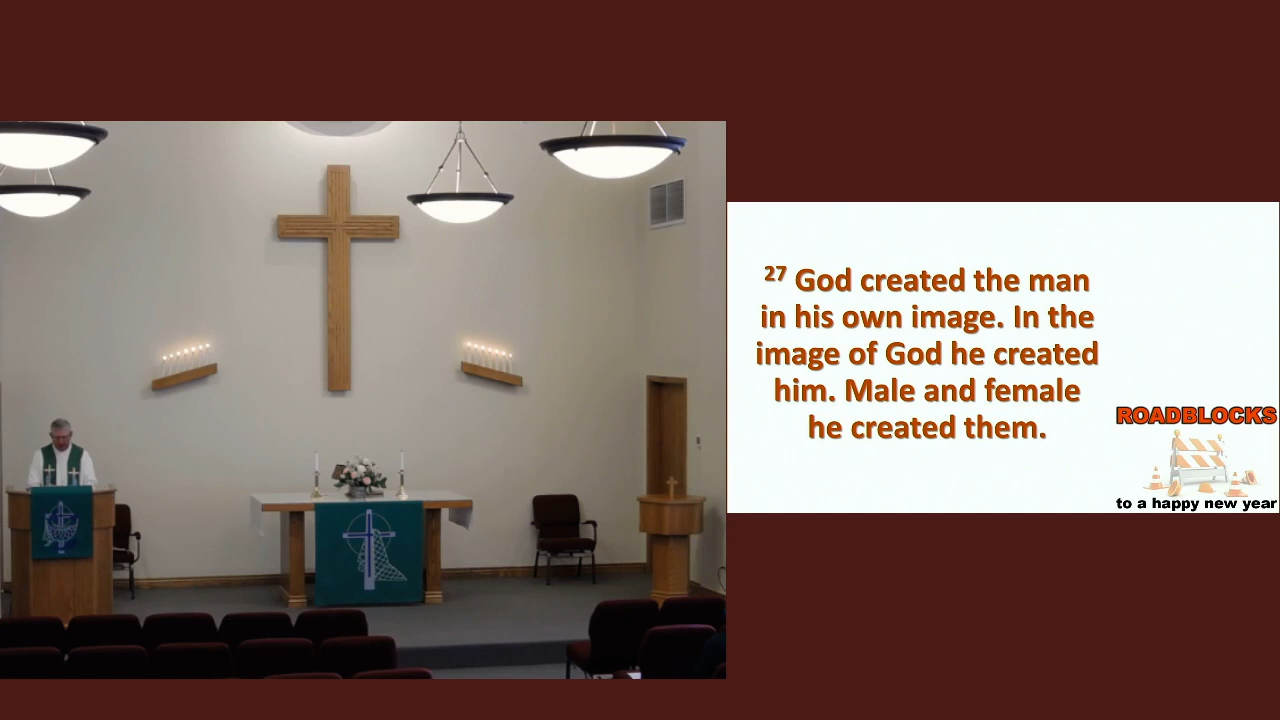 27 God created the man
in his own image. In the
image of God he created
him. Male and female
he created them.
ROADBLOCKS
to a happy new year